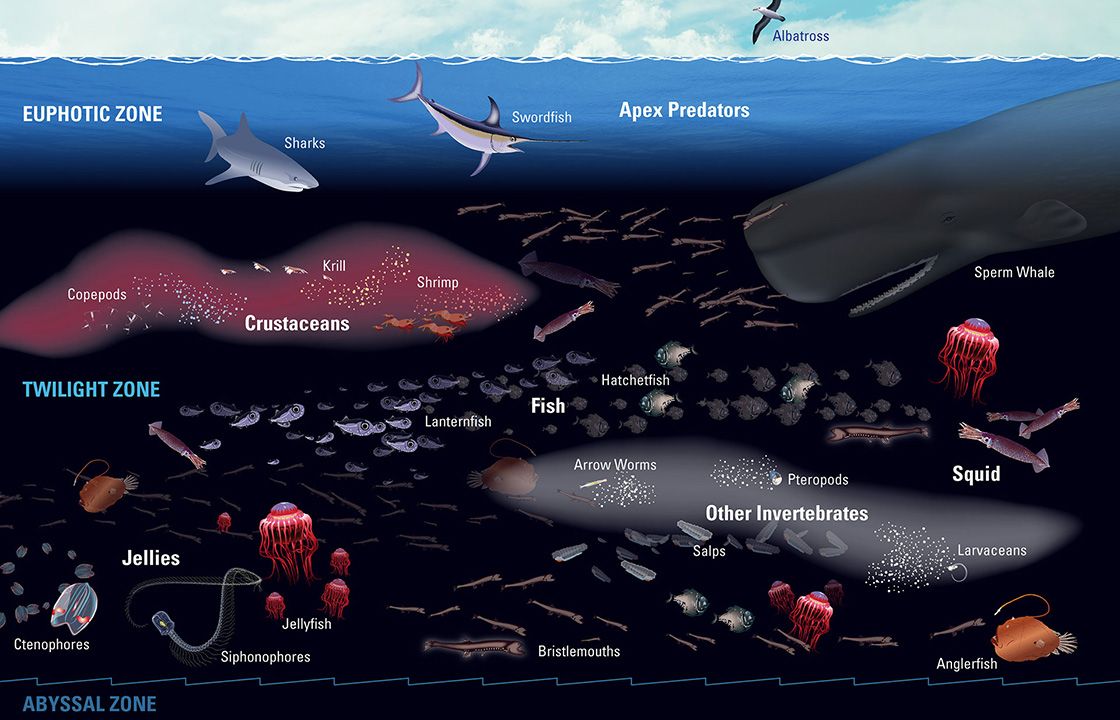 Albatross
EUPHOTIC ZONE
Apex Predators
Swordfish
Sharks
Sperm Whale
Krill
Copepods
Shrimp
Crustaceans
TWILIGHT ZONE
Hatchetfish
Fish
Lanternfish
Arrow Worms
Squid
Pteropods
Other Invertebrates
Jellies
Salps
Larvaceans
Jellyfish
Ctenophores
Siphonophores
Bristlemouths
Anglerfish
ABYSSAL ZONE